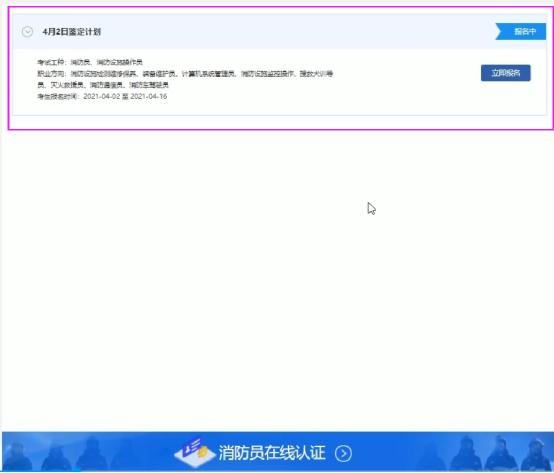 4月2日鉴定计划
报名中
考试工种：消防员、消防设施操作员
职业方向：消防设施检测维修保养、装备维护员、计算机系统管理员、消防设施监控操作、搜救犬训导
员、灭火救援员、消防通信员、消防车驾驶员
立即报名
考生报名时间：2021-04-02 至 2021-04-16
消防员在线认证